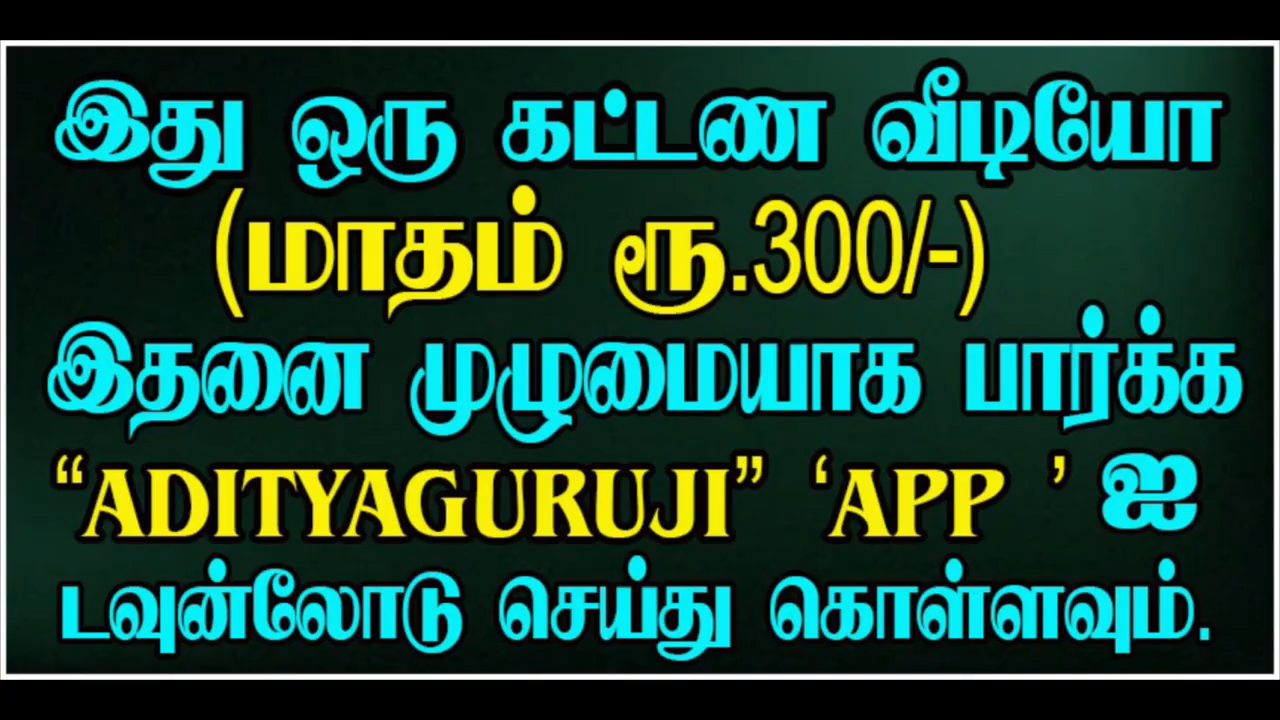 இது ஒரு கட்டண வீடியோ
(மாதம் ரூ.300/-)
இதனை முழுமையாக பார்க்க
“ADITYAGURUJI” ‘APP ’ ஐ
டவுன்லோடு செய்து கொள்ளவும்.